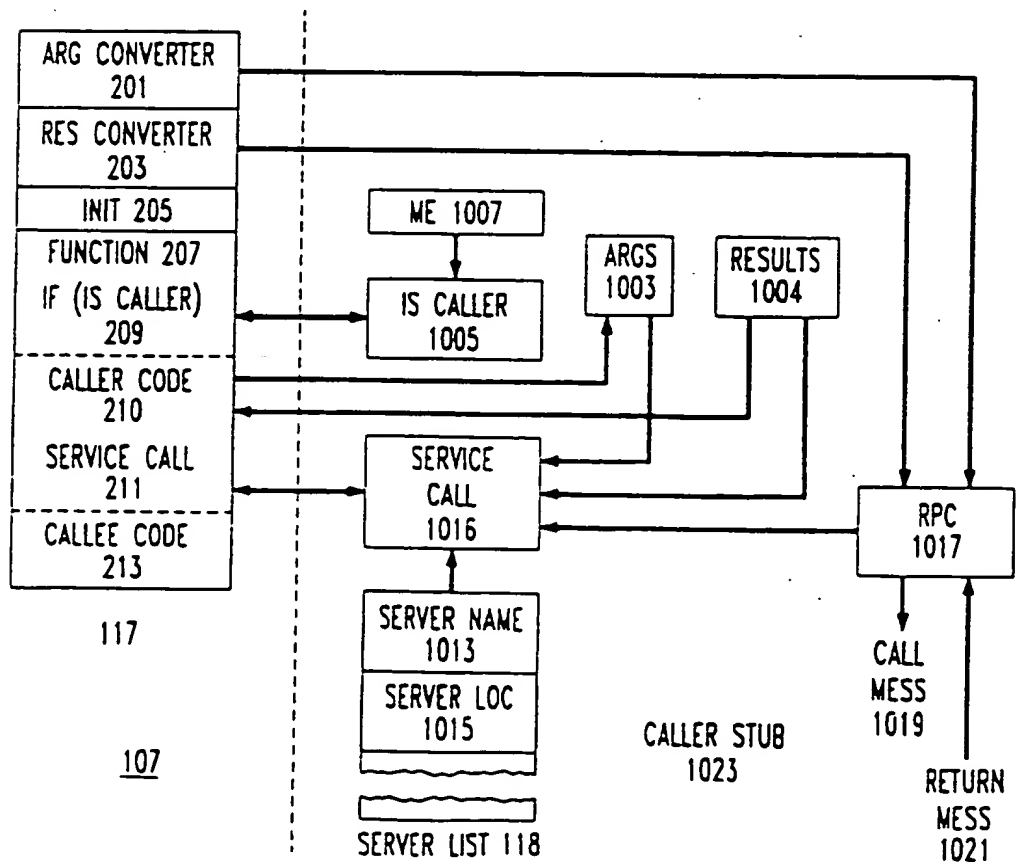 ARG CONVERTER
201
RES CONVERTER
203
INIT 205
FUNCTION 207
IF (IS CALLER)
209
CALLER CODE
210
SERVICE CALL
211
CALLEE CODE
213
117
107
ME 1007
IS CALLER
1005
ARGS
1003
RESULTS
1004
SERVICE
CALL
1016
SERVER NAME
1013
SERVER LOC
1015
SERVER LIST 118
CALLER STUB
1023
RPC
1017
CALL
MESS
1019
RETURN
MESS
1021